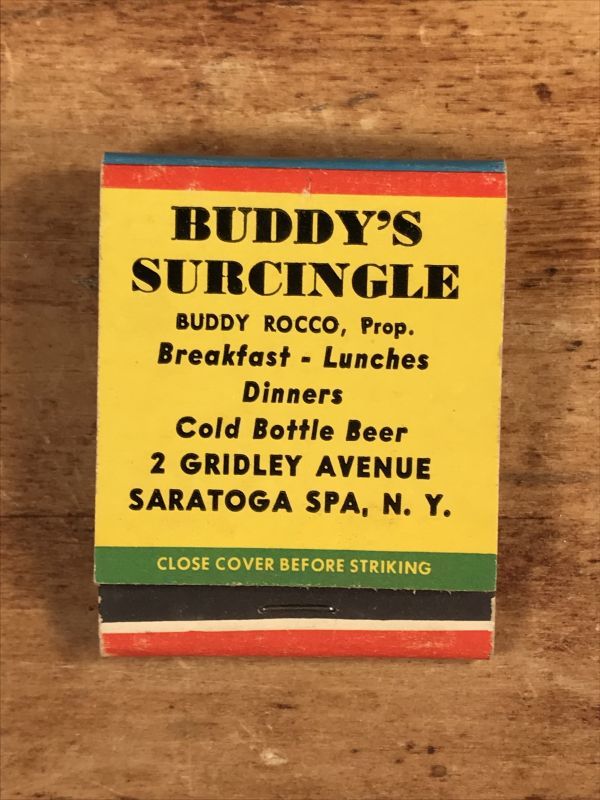 BUDDY'S
SURCINGLE
BUDDY ROCCO, Prop.
Breakfast - Lunches
Dinners
Cold Bottle Beer
2 GRIDLEY AVENUE
SARATOGA SPA, N. Y.
CLOSE COVER BEFORE STRIKING